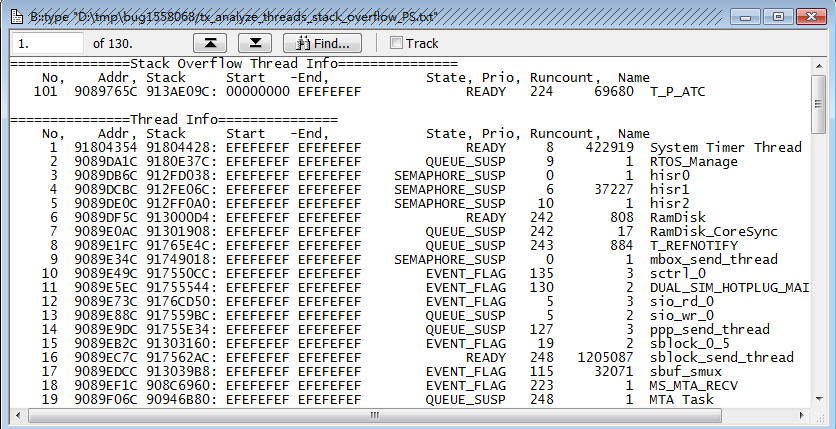 B::type "D:\tmp\bug1558068/tx_analyze_threads_stack_overflow_PS.txt"
1. of 130. Find... Track
===============Stack Overflow Thread Info===============
No, Addr, Stack Start -End, State, Prio, Runcount, Name
101 9089765C 913AE09C: 00000000 EFEFEFEF READY 224 69680 T_P_ATC
===============Thread Info===============
No, Addr, Stack Start -End, State, Prio, Runcount, Name
1 91804354 91804428: EFEFEFEF EFEFEFEF READY 8 422919 System Timer Thread
2 9089DA1C 9180E37C: EFEFEFEF EFEFEFEF QUEUE_SUSP 9 1 RTOS_Manage
3 9089DB6C 912FD038: EFEFEFEF EFEFEFEF SEMAPHORE_SUSP 0 1 hisr0
4 9089DCBC 912FE06C: EFEFEFEF EFEFEFEF SEMAPHORE_SUSP 6 37227 hisr1
5 9089DE0C 912FF0A0: EFEFEFEF EFEFEFEF SEMAPHORE_SUSP 10 1 hisr2
6 9089DF5C 913000D4: EFEFEFEF EFEFEFEF READY 242 808 RamDisk
7 9089E0AC 91301908: EFEFEFEF EFEFEFEF QUEUE_SUSP 242 17 RamDisk_CoreSync
8 9089E1FC 91765E4C: EFEFEFEF EFEFEFEF QUEUE_SUSP 243 884 T_REFNOTIFY
9 9089E34C 91749018: EFEFEFEF EFEFEFEF SEMAPHORE_SUSP 0 1 mbox_send_thread
10 9089E49C 917550CC: EFEFEFEF EFEFEFEF EVENT_FLAG 135 3 sctrl_0
11 9089E5EC 91755544: EFEFEFEF EFEFEFEF EVENT_FLAG 130 2 DUAL_SIM_HOTPLUG_MAI
12 9089E73C 9176CD50: EFEFEFEF EFEFEFEF EVENT_FLAG 5 3 sio_rd_0
13 9089E88C 917559BC: EFEFEFEF EFEFEFEF QUEUE_SUSP 5 2 sio_wr_0
14 9089E9DC 91755E34: EFEFEFEF EFEFEFEF QUEUE_SUSP 127 3 ppp_send_thread
15 9089EB2C 91303160: EFEFEFEF EFEFEFEF EVENT_FLAG 19 2 sblock_0_5
16 9089EC7C 917562AC: EFEFEFEF EFEFEFEF READY 248 1205087 sblock_send_thread
17 9089EDCC 913039B8: EFEFEFEF EFEFEFEF EVENT_FLAG 115 32071 sbuf_smux
18 9089EF1C 908C6960: EFEFEFEF EFEFEFEF EVENT_FLAG 223 1 MS_MTA_RECV
19 9089F06C 90946B80: EFEFEFEF EFEFEFEF QUEUE_SUSP 248 1 MTA Task